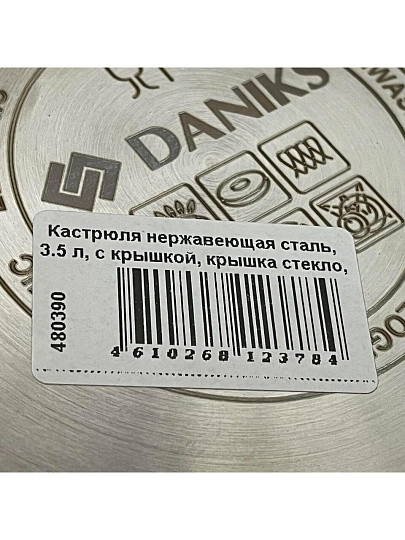 DANIKS
Кастрюля нержавеющая сталь,
3.5 л, с крышкой, крышка стекло,
480390
4 610268 123784